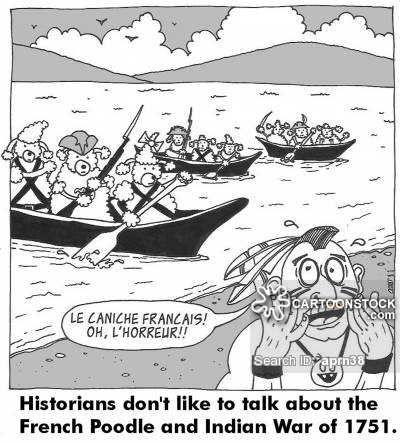 LE CANICHE FRANCAIS!
OH, L'HORREUR!!
CARTOONSTOCK
.com
Search ID: aprn38
Historians don't like to talk about the
French Poodle and Indian War of 1751.